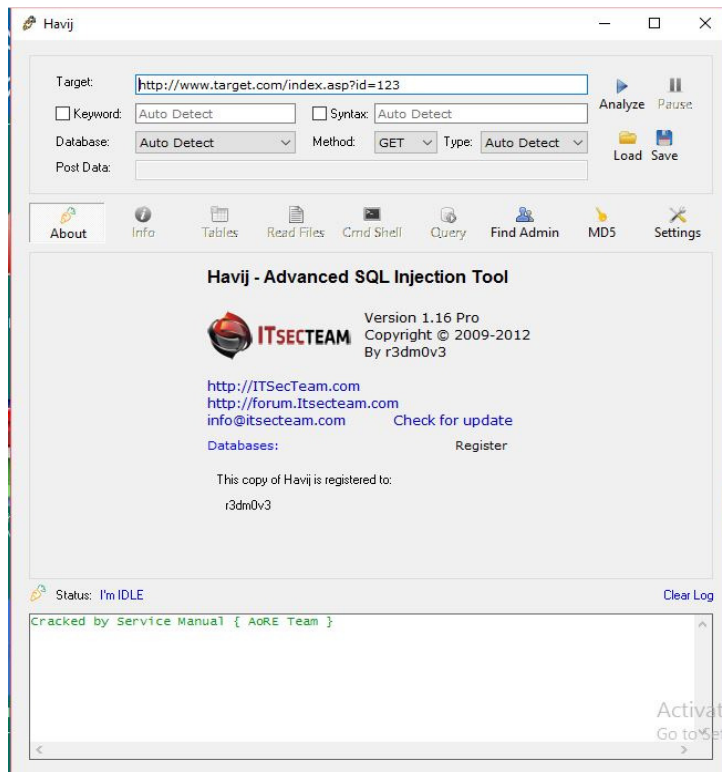 Havij
Target: http://www.target.com/index.asp?id=123
Analyze Pause
Keyword: Auto Detect Syntax: Auto Detect
Database: Auto Detect Method: GET Type: Auto Detect
Load Save
Post Data:
About Info Tables Read Files Cmd Shell Query Find Admin MD5 Settings
Havij - Advanced SQL Injection Tool
ITSECTEAM
Version 1.16 Pro
Copyright © 2009-2012
By r3dm0v3
http://ITSecTeam.com
http://forum.Itsecteam.com
info@itsecteam.com Check for update
Databases: Register
This copy of Havij is registered to:
r3dm0v3
Status: I'm IDLE Clear Log
Cracked by Service Manual { AoRE Team }
Activat
Go to Set